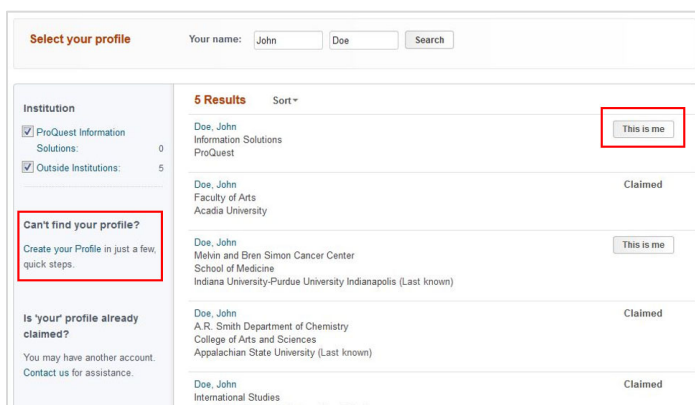 Select your profile
Your name: John Doe Search
Institution
ProQuest Information
Solutions: 0
Outside Institutions: 5
Can't find your profile?
Create your Profile in just a few,
quick steps.
Is 'your' profile already
claimed?
You may have another account.
Contact us for assistance.
5 Results Sort
Doe, John
Information Solutions
ProQuest
This is me
Doe, John
Faculty of Arts
Acadia University
Claimed
Doe, John
Melvin and Bren Simon Cancer Center
School of Medicine
Indiana University-Purdue University Indianapolis (Last known)
This is me
Doe, John
A.R. Smith Department of Chemistry
College of Arts and Sciences
Appalachian State University (Last known)
Claimed
Doe, John
International Studies
Claimed